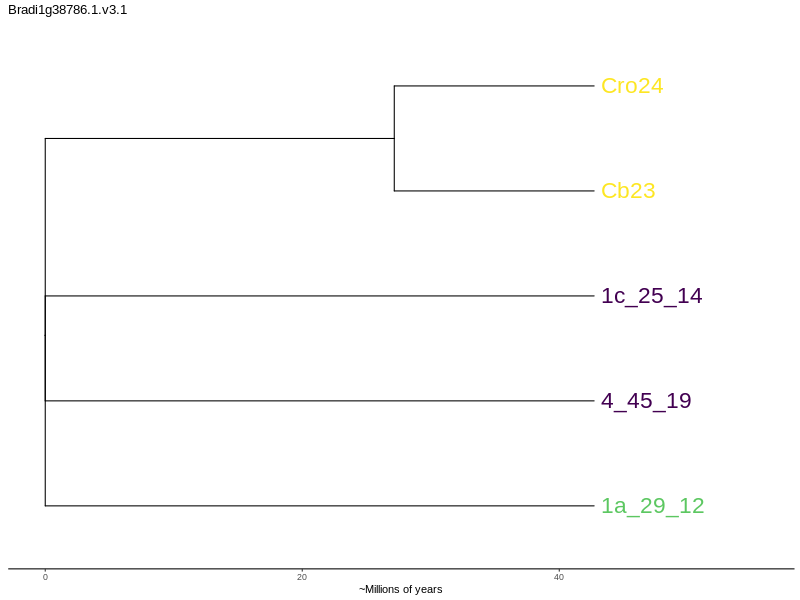 Bradi1g38786.1.v3.1
Cro24
Cb23
1c_25_14
4_45_19
1a_29_12
0 20 40
~Millions of years